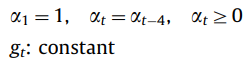 α₁ = 1, αₜ = αₜ₋₄, αₜ ≥ 0
gₜ: constant